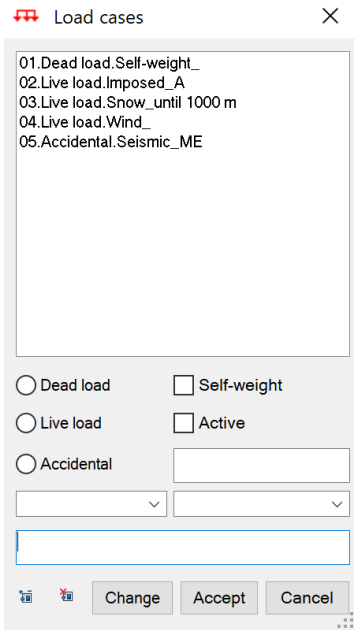 Load cases
01.Dead load.Self-weight_
02.Live load.Imposed_A
03.Live load.Snow_until 1000 m
04.Live load.Wind_
05.Accidental.Seismic_ME
Dead load Self-weight
Live load Active
Accidental
Change Accept Cancel